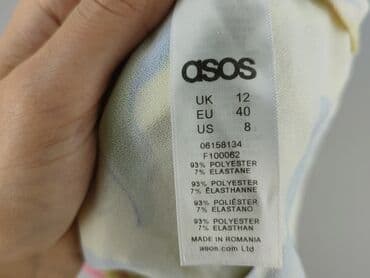 asos
UK 12
EU 40
US 8
06158134
F100062
93% POLYESTER
7% ELASTANE
93% POLYESTER
7% ÉLASTHANNE
93% POLIÉSTER
7% ELASTANO
93% POLYESTER
7% ELASTHAN
MADE IN ROMANIA
asos.com Ltd